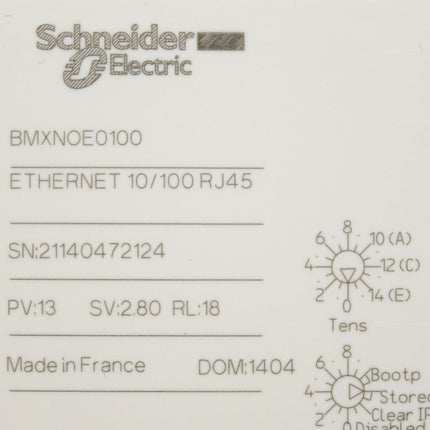 Schneider
Electric
BMXNOE0100
ETHERNET 10/100 RJ45
SN:21140472124
PV:13 SV:2.80 RL:18
Made in France DOM:1404
8
6 10 (A)
4 12 (C)
2 14 (E)
0
Tens
8
6 Bootp
4 Stored
2 Clear IP
0 Disabled